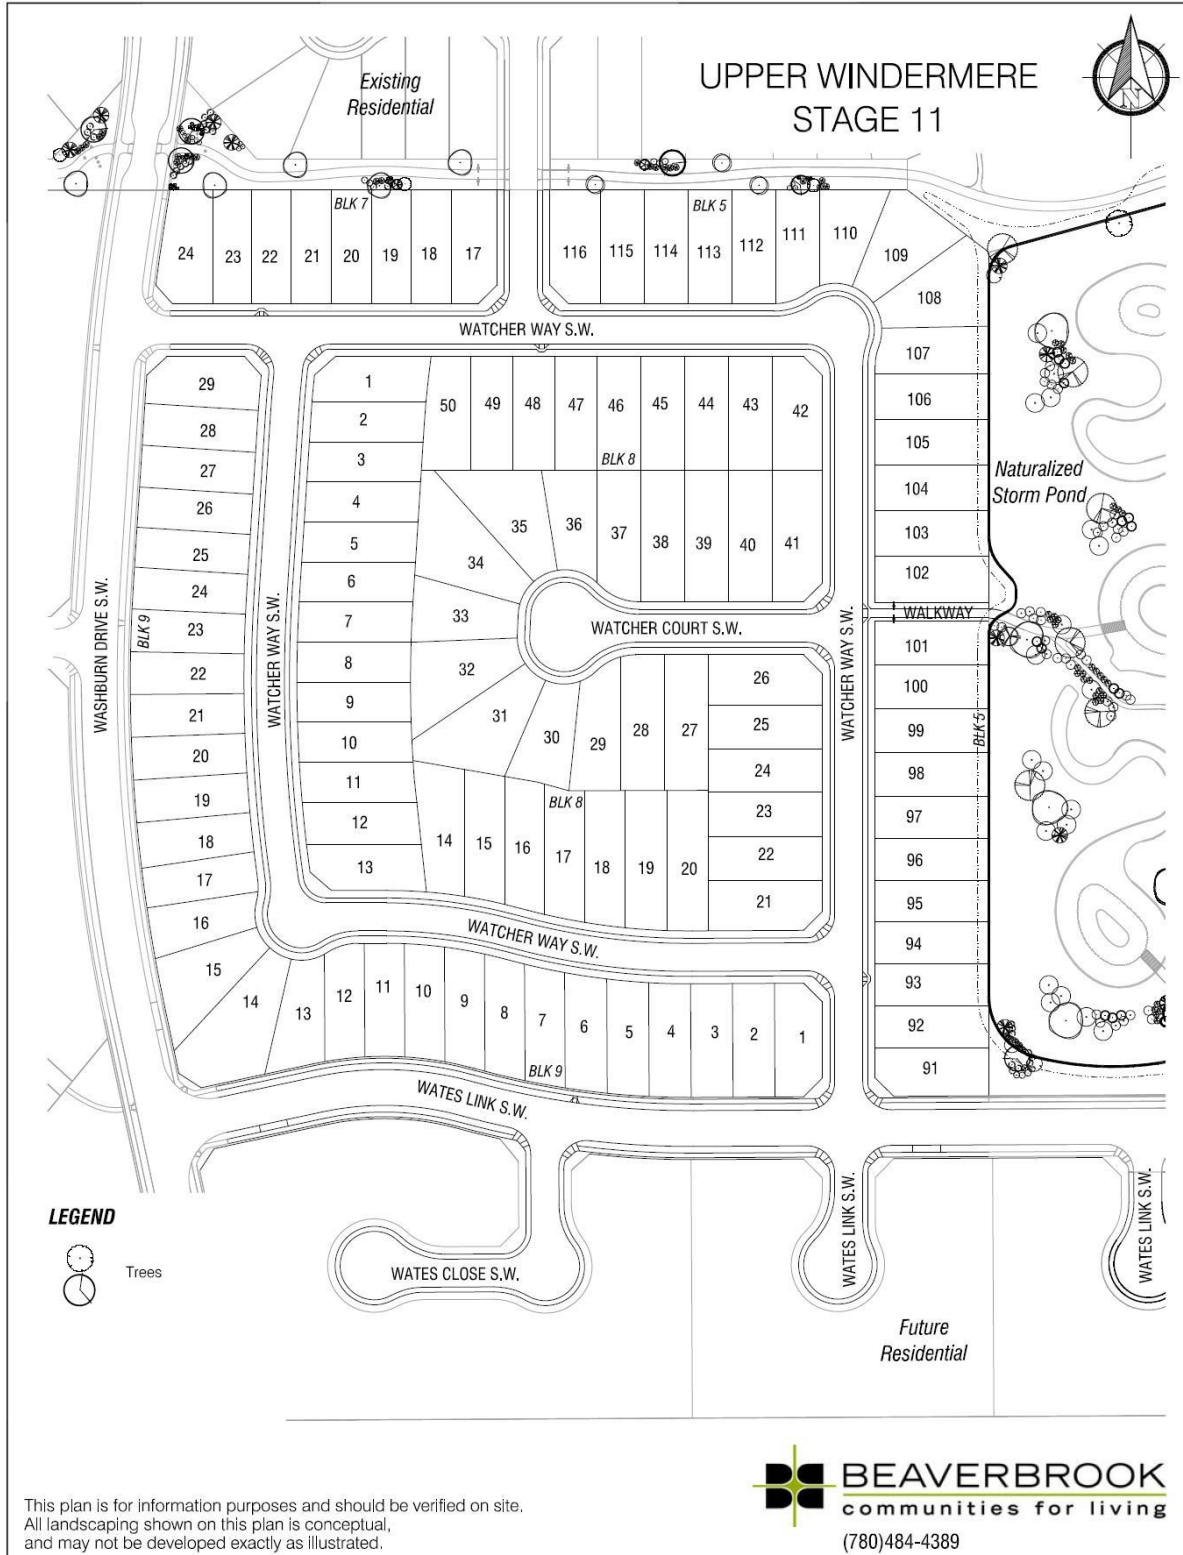 UPPER WINDERMERE
STAGE 11
N
Existing
Residential
BLK 7
BLK 5
24 23 22 21 20 19 18 17
116 115 114 113 112 111 110
109
108
WATCHER WAY S.W.
107
106
105
104
103
102
29
28
27
26
25
24
23
22
21
20
19
18
17
16
15
14
BLK 9
WASHBURN DRIVE S.W.
WATCHER WAY S.W.
1
2
3
4
5
6
7
8
9
10
11
12
13
50 49 48 47 46 45 44 43 42
BLK 8
35 36 37 38 39 40 41
34
33
32
31
30 29 28 27
WATCHER COURT S.W.
WATCHER WAY S.W.
WALKWAY
Naturalized
Storm Pond
26
25
24
23
22
21
BLK 8
14 15 16 17 18 19 20
101
100
99
98
97
96
95
94
93
92
91
BLK 5
WATCHER WAY S.W.
13 12 11 10 9 8 7 6 5 4 3 2 1
BLK 9
WATES LINK S.W.
WATES CLOSE S.W.
WATES LINK S.W.
WATES LINK S.W.
Future
Residential
LEGEND
Trees
This plan is for information purposes and should be verified on site.
All landscaping shown on this plan is conceptual,
and may not be developed exactly as illustrated.
BEAVERBROOK
communities for living
(780)484-4389